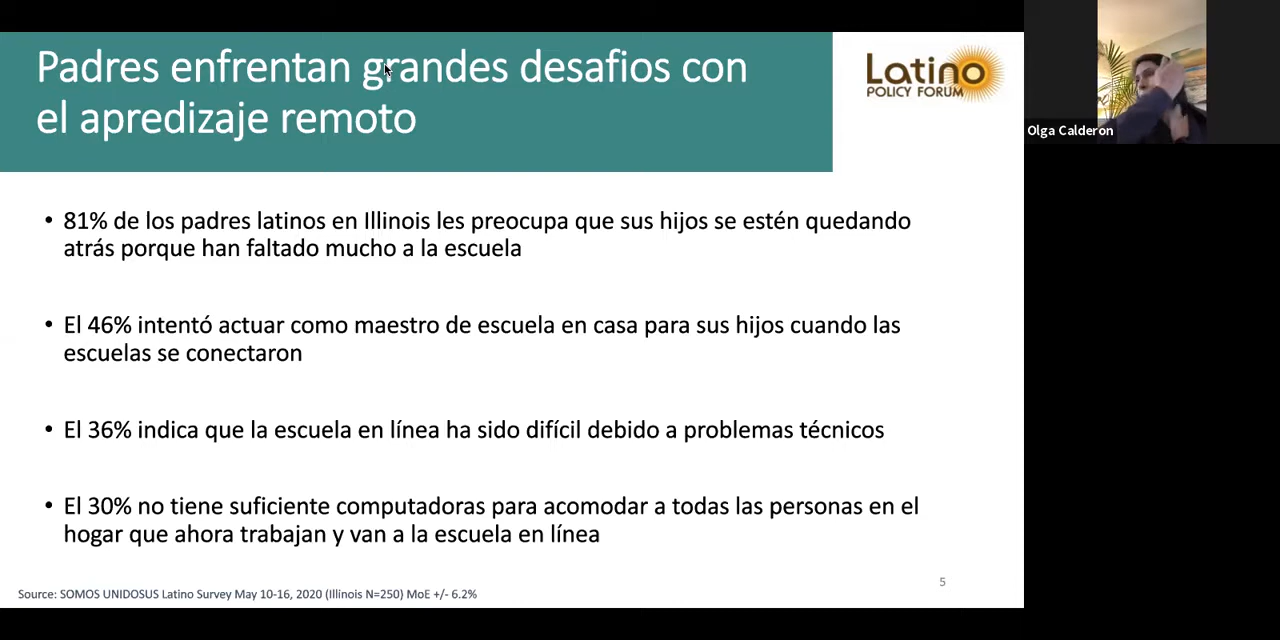 Padres enfrentan grandes desafios con
el apredizaje remoto
Latino
POLICY FORUM
Olga Calderon
• 81% de los padres latinos en Illinois les preocupa que sus hijos se estén quedando
atrás porque han faltado mucho a la escuela
• El 46% intentó actuar como maestro de escuela en casa para sus hijos cuando las
escuelas se conectaron
• El 36% indica que la escuela en línea ha sido difícil debido a problemas técnicos
• El 30% no tiene suficiente computadoras para acomodar a todas las personas en el
hogar que ahora trabajan y van a la escuela en línea
5
Source: SOMOS UNIDOSUS Latino Survey May 10-16, 2020 (Illinois N=250) MoE +/- 6.2%